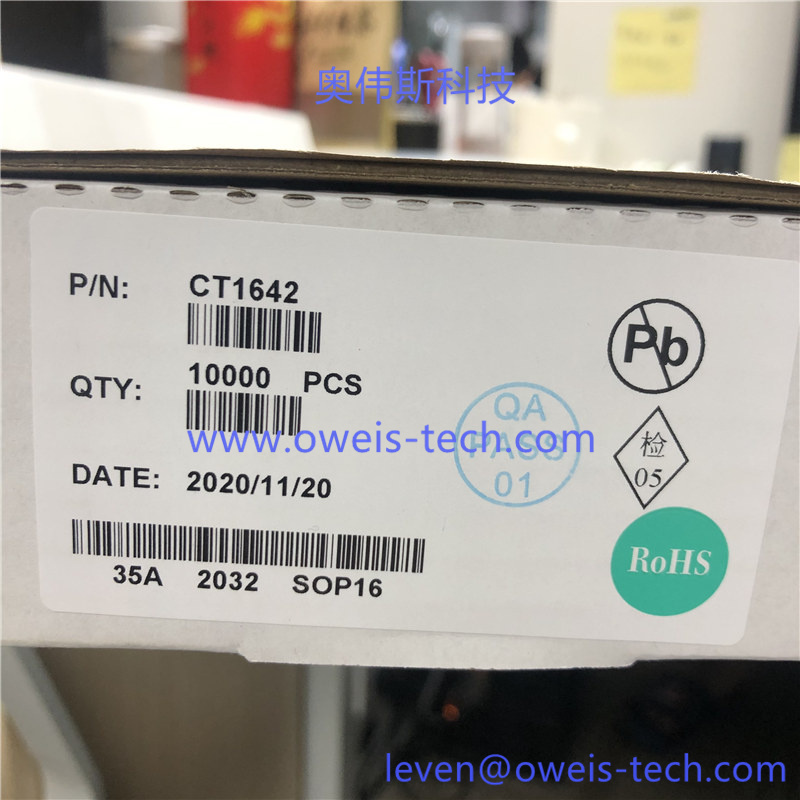 奥伟斯科技
P/N: CT1642
QTY: 10000 PCS
www.oweis-tech.com
DATE: 2020/11/20
35A 2032 SOP16
QA
PASS
01
Pb
检
05
RoHS
leven@oweis-tech.com